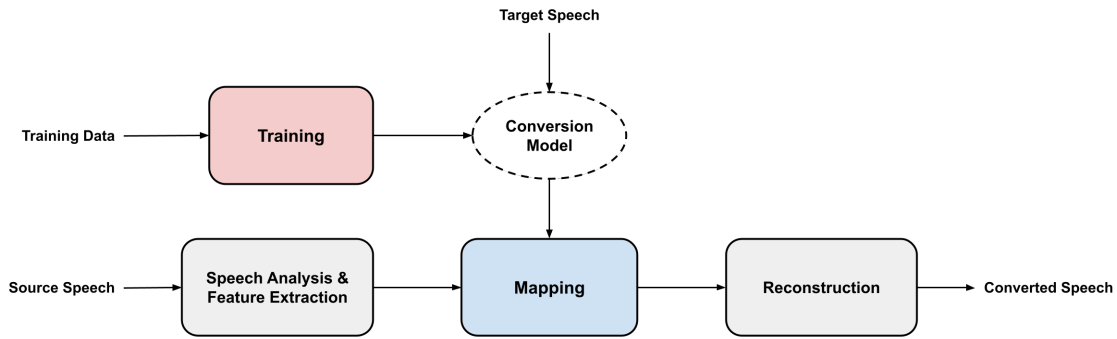 Target Speech
Training Data
Training
Conversion
Model
Source Speech
Speech Analysis &
Feature Extraction
Mapping
Reconstruction
Converted Speech